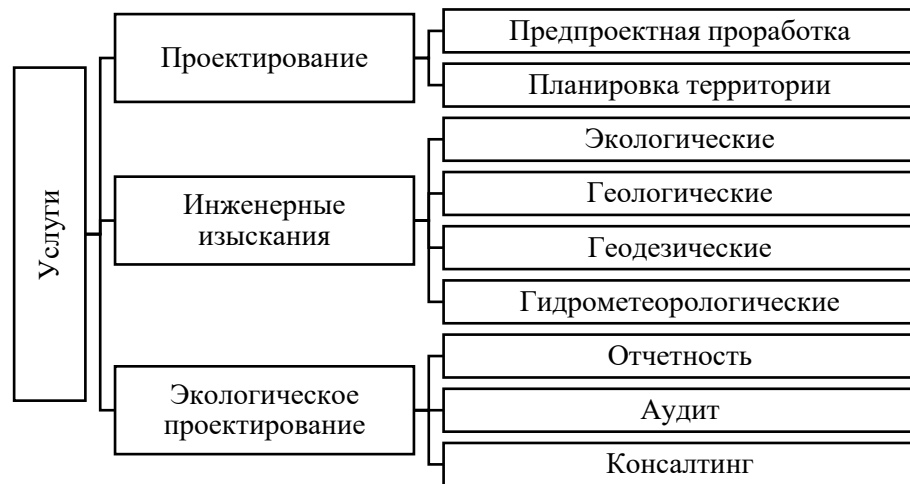 Услуги
Проектирование
Предпроектная проработка
Планировка территории
Инженерные
изыскания
Экологические
Геологические
Геодезические
Гидрометеорологические
Экологическое
проектирование
Отчетность
Аудит
Консалтинг